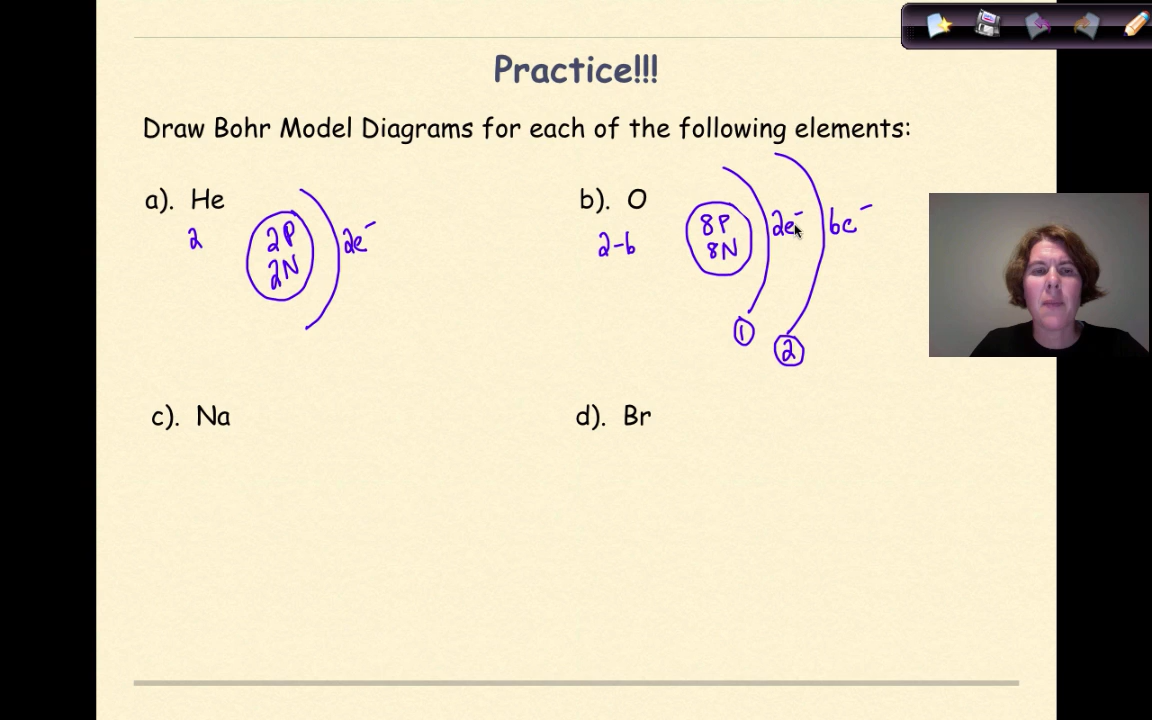 Practice!!!
Draw Bohr Model Diagrams for each of the following elements:
a). He
2
2P
2N
2e⁻
b). O
2-6
8P
8N
2e⁻
6e⁻
1
2
c). Na
d). Br